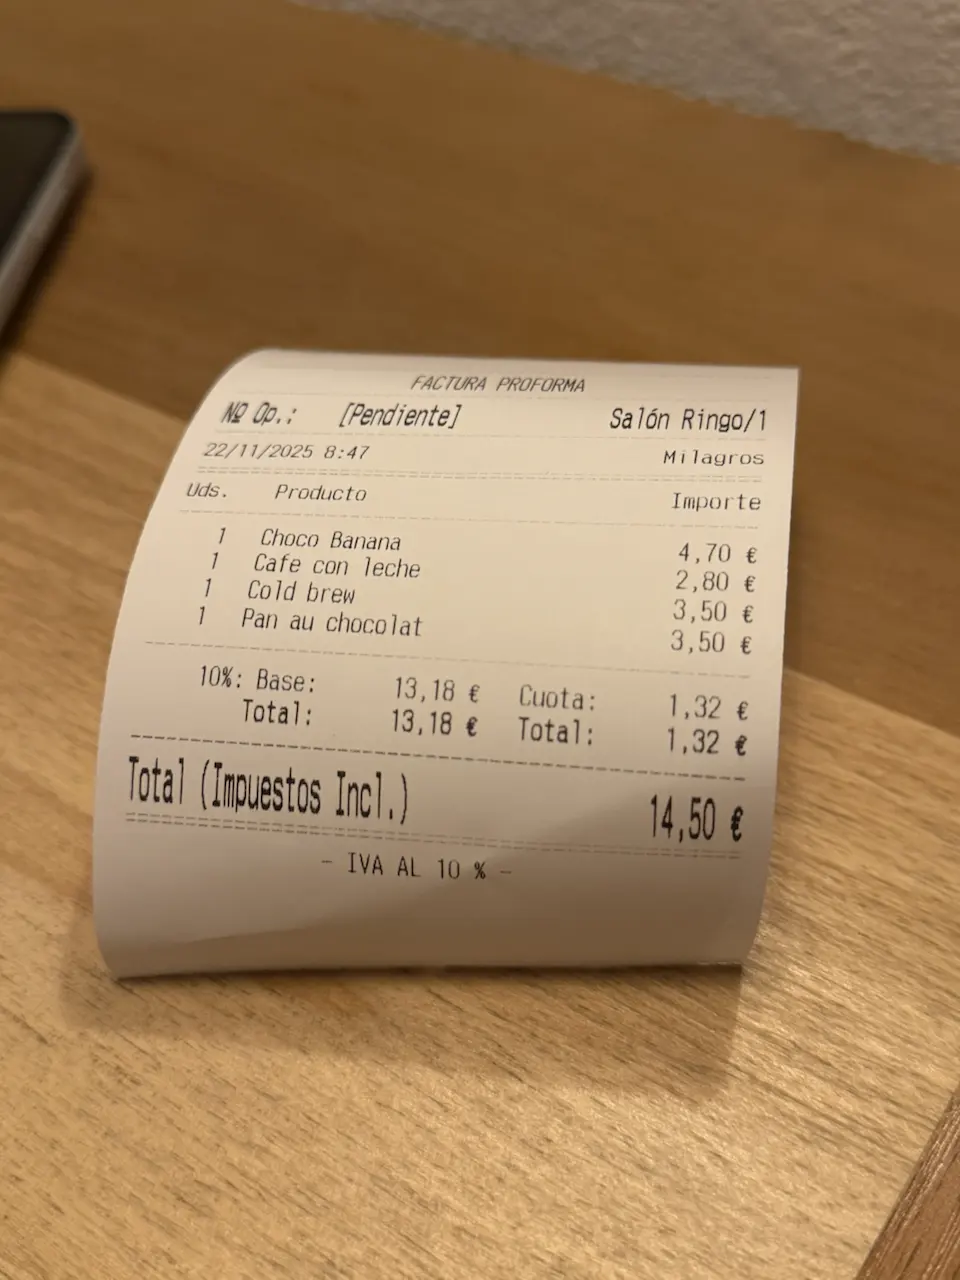 FACTURA PROFORMA
Nº Op.: [Pendiente] Salón Ringo/1
22/11/2025 8:47 Milagros
Uds. Producto Importe
1 Choco Banana 4,70 €
1 Cafe con leche 2,80 €
1 Cold brew 3,50 €
1 Pan au chocolat 3,50 €
10%: Base: 13,18 € Cuota: 1,32 €
Total: 13,18 € Total: 1,32 €
Total (Impuestos Incl.) 14,50 €
- IVA AL 10 % -